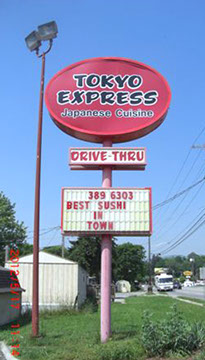 TOKYO
EXPRESS
Japanese Cuisine
DRIVE-THRU
389 6303
BEST SUSHI
IN
TOWN